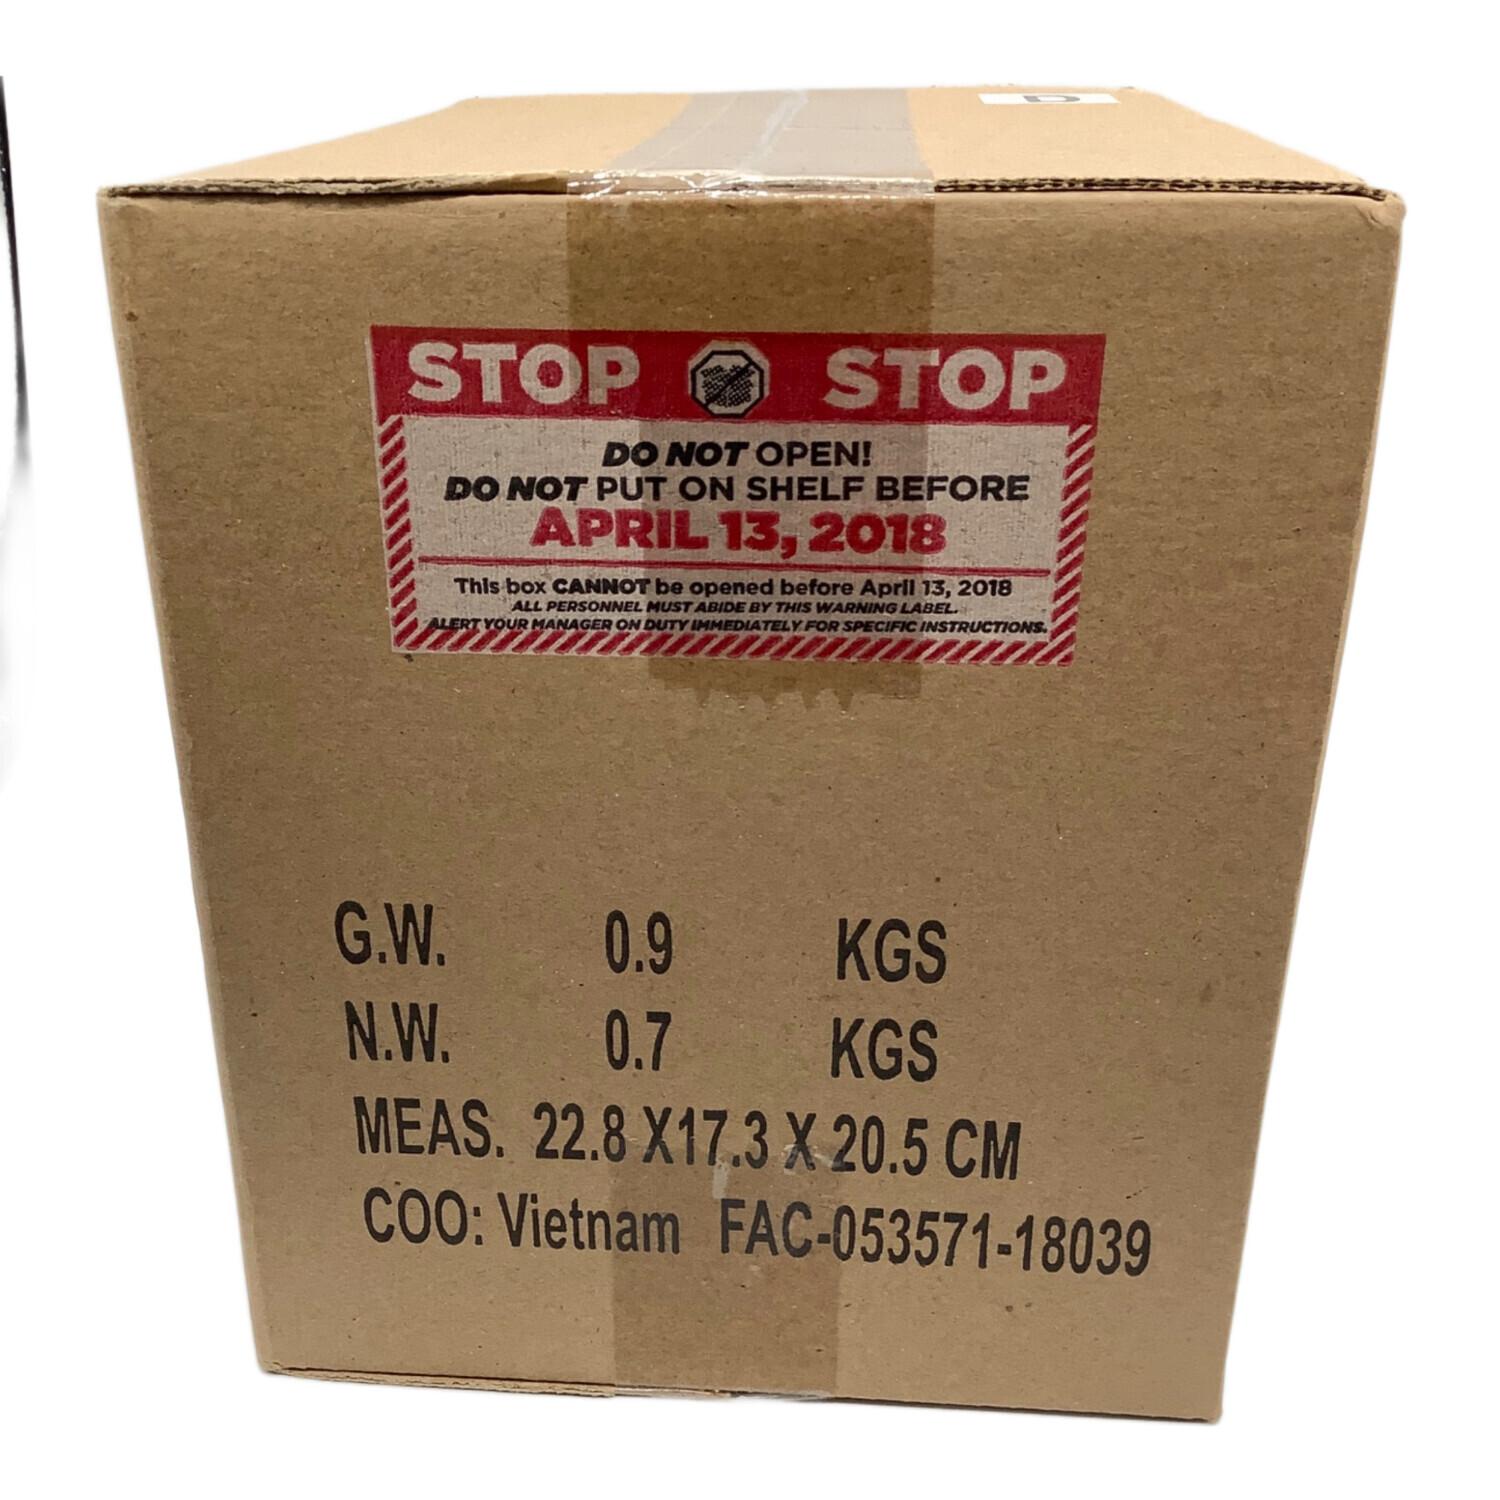 D
STOP STOP
DO NOT OPEN!
DO NOT PUT ON SHELF BEFORE
APRIL 13, 2018
This box CANNOT be opened before April 13, 2018
ALL PERSONNEL MUST ABIDE BY THIS WARNING LABEL.
ALERT YOUR MANAGER ON DUTY IMMEDIATELY FOR SPECIFIC INSTRUCTIONS.
G.W. 0.9 KGS
N.W. 0.7 KGS
MEAS. 22.8 X17.3 X 20.5 CM
COO: Vietnam FAC-053571-18039